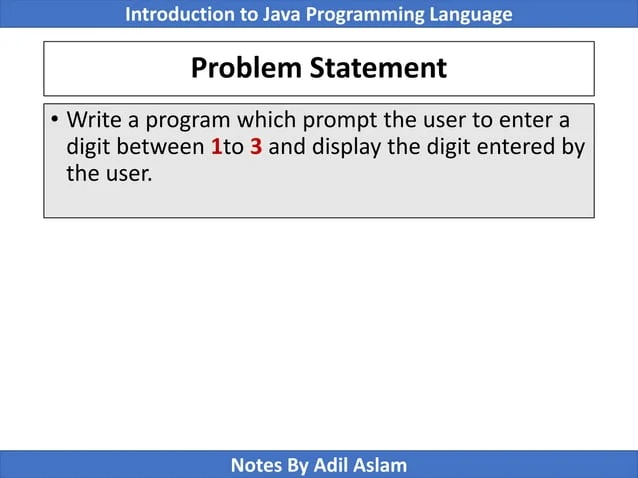 Introduction to Java Programming Language
Problem Statement
• Write a program which prompt the user to enter a
digit between 1to 3 and display the digit entered by
the user.
Notes By Adil Aslam